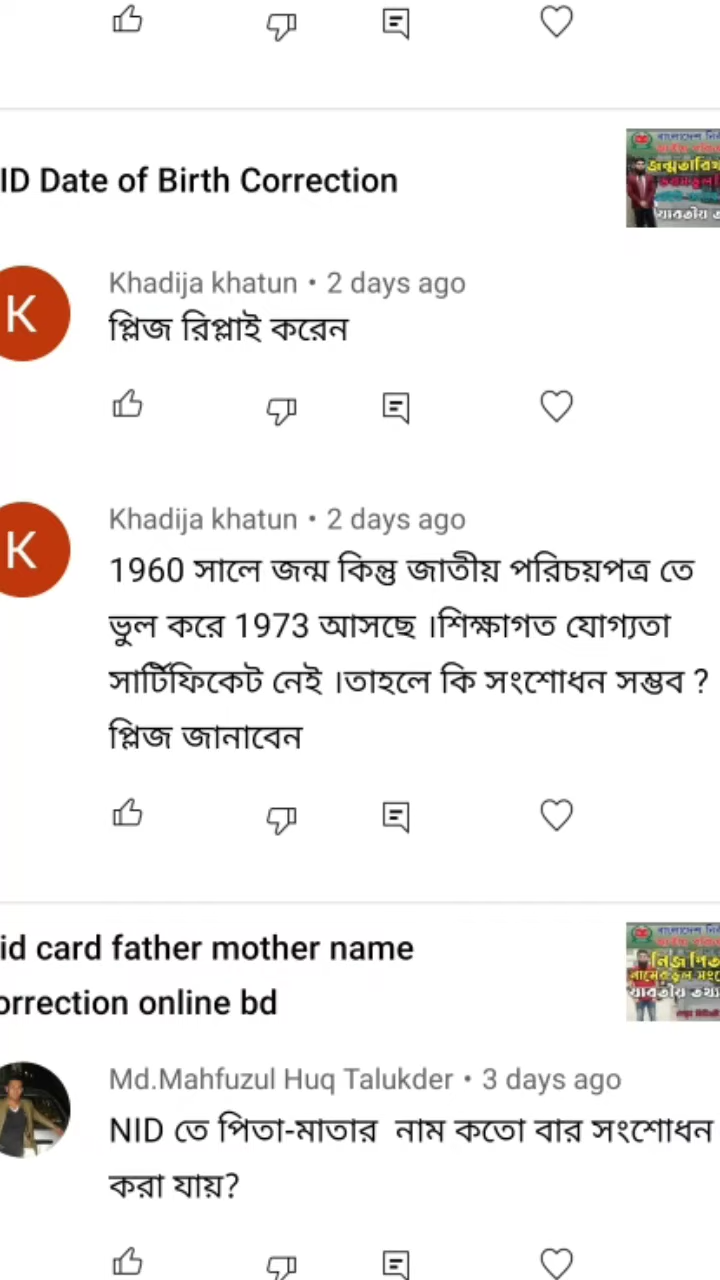 ID Date of Birth Correction
Khadija khatun • 2 days ago
প্লিজ রিপ্লাই করেন
K
Khadija khatun • 2 days ago
1960 সালে জন্ম কিন্তু জাতীয় পরিচয়পত্র তে
ভুল করে 1973 আসছে ।শিক্ষাগত যোগ্যতা
সার্টিফিকেট নেই ।তাহলে কি সংশোধন সম্ভব ?
প্লিজ জানাবেন
K
id card father mother name
orrection online bd
Md.Mahfuzul Huq Talukder • 3 days ago
NID তে পিতা-মাতার নাম কতো বার সংশোধন
করা যায়?